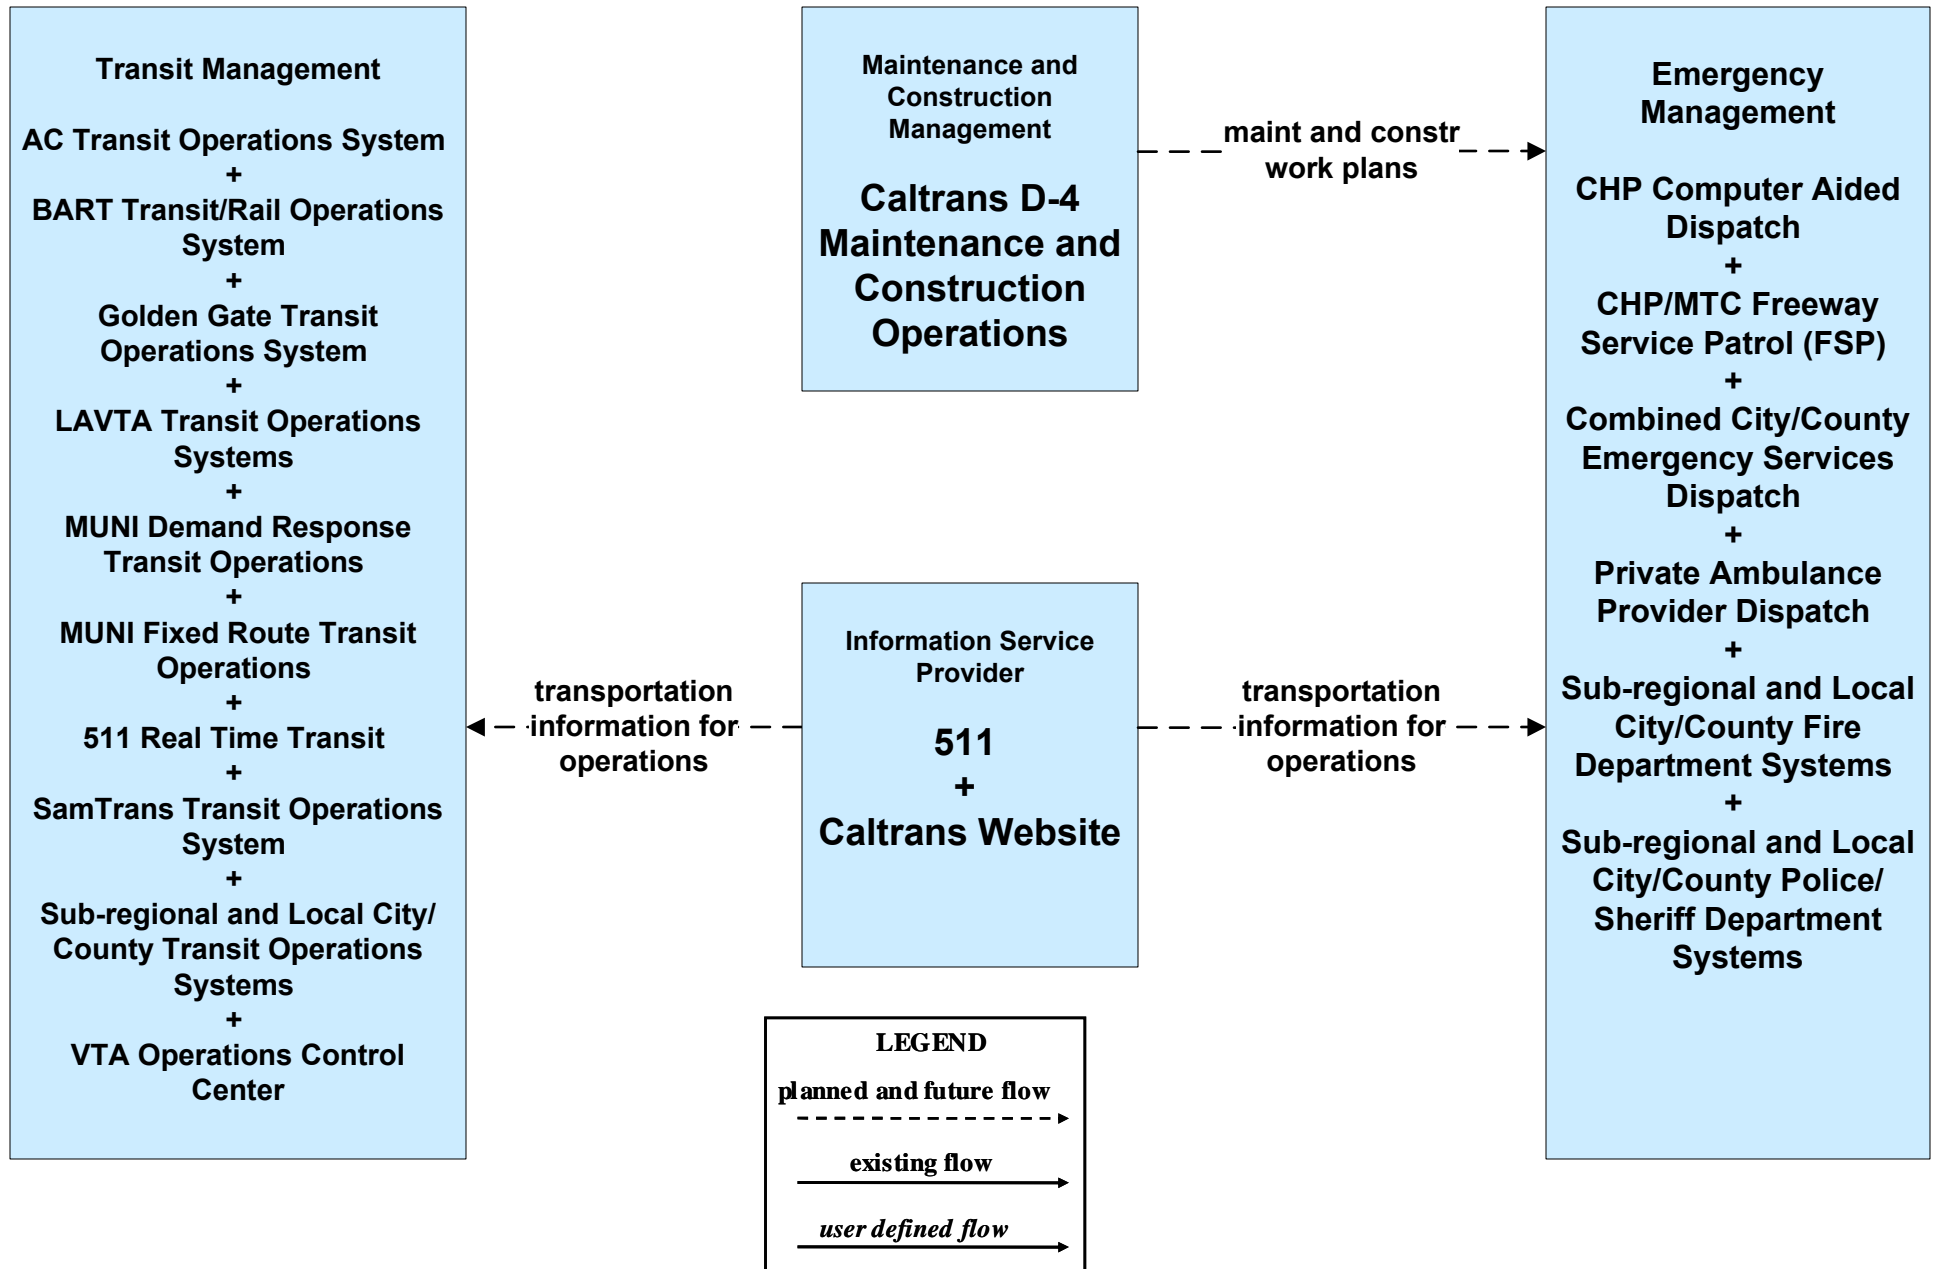 Transit Management
AC Transit Operations System
+
BART Transit/Rail Operations
System
+
Golden Gate Transit
Operations System
+
LAVTA Transit Operations
Systems
+
MUNI Demand Response
Transit Operations
+
MUNI Fixed Route Transit
Operations
+
511 Real Time Transit
+
SamTrans Transit Operations
System
+
Sub-regional and Local City/
County Transit Operations
Systems
+
VTA Operations Control
Center
transportation
information for
operations
Maintenance and
Construction
Management
Caltrans D-4
Maintenance and
Construction
Operations
maint and constr
work plans
Information Service
Provider
511
+
Caltrans Website
transportation
information for
operations
Emergency
Management
CHP Computer Aided
Dispatch
+
CHP/MTC Freeway
Service Patrol (FSP)
+
Combined City/County
Emergency Services
Dispatch
+
Private Ambulance
Provider Dispatch
+
Sub-regional and Local
City/County Fire
Department Systems
+
Sub-regional and Local
City/County Police/
Sheriff Department
Systems
LEGEND
planned and future flow
existing flow
user defined flow